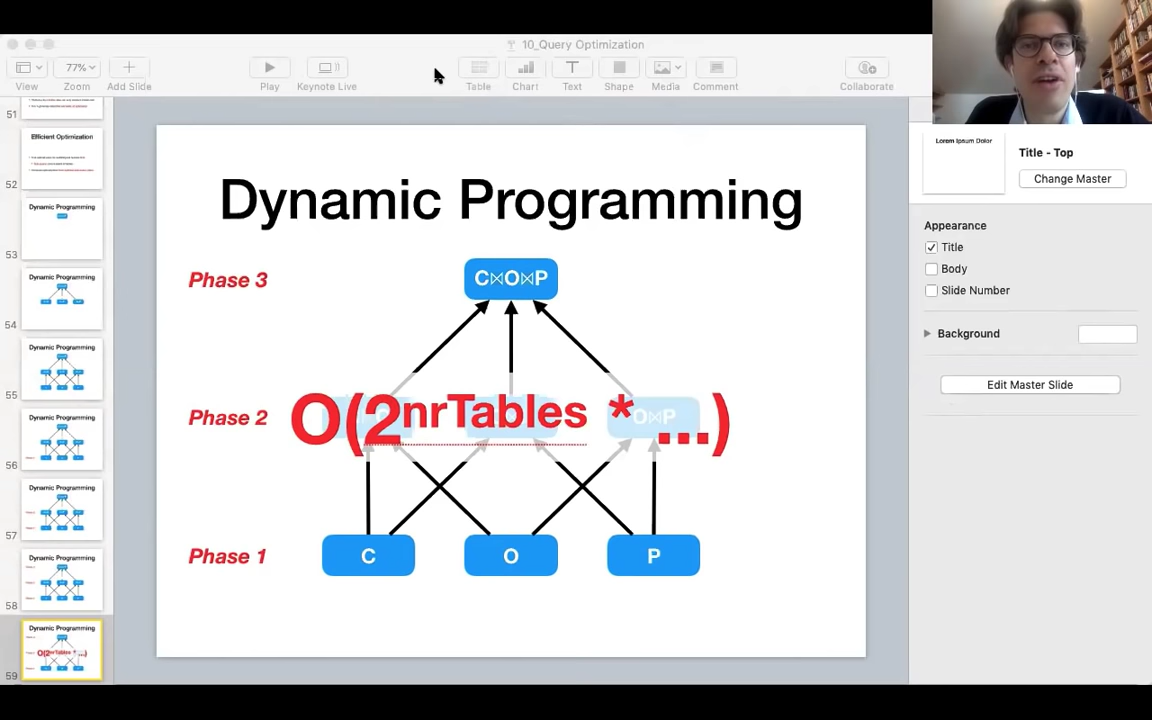 10_Query Optimization
View
77%
Zoom
Add Slide
Play
Keynote Live
Table
Chart
Text
Shape
Media
Comment
Collaborate
51
Efficient Optimization
52
Dynamic Programming
53
Dynamic Programming
54
Dynamic Programming
55
Dynamic Programming
56
Dynamic Programming
57
Dynamic Programming
58
Dynamic Programming
O(2nrTables * ...)
59
Dynamic Programming
Phase 3
C⋈O⋈P
Phase 2
O(2nrTables * ...)
O⋈P
Phase 1
C
O
P
Lorem Ipsum Dolor
Title - Top
Change Master
Appearance
Title
Body
Slide Number
Background
Edit Master Slide